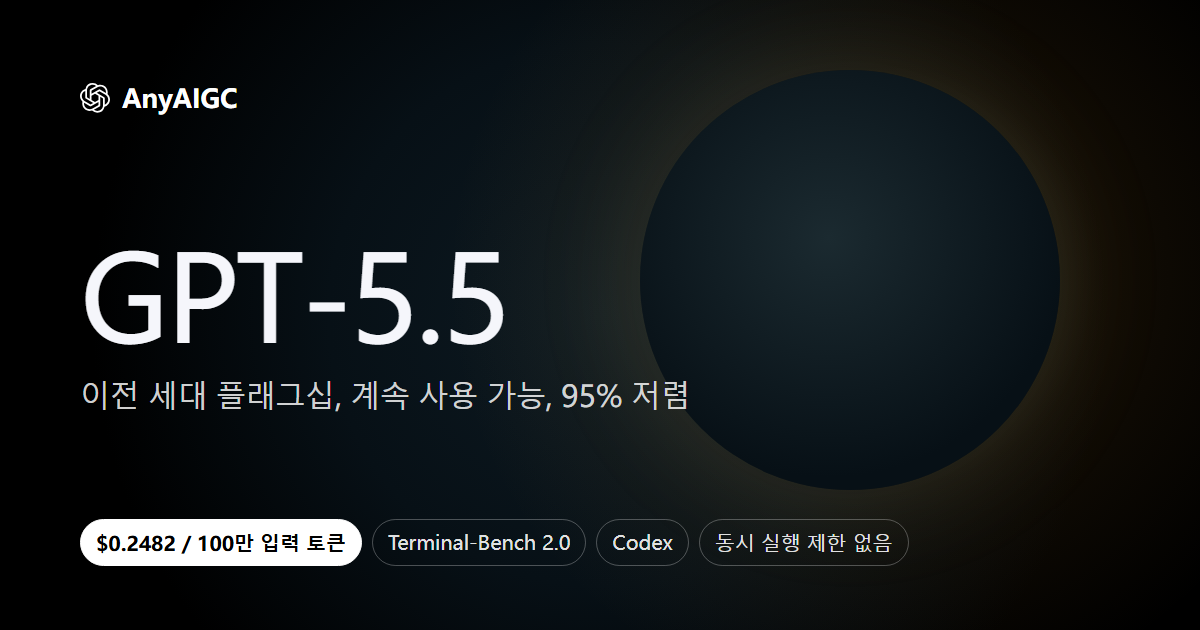 AnyAIGC
GPT-5.5
이전 세대 플래그십, 계속 사용 가능, 95% 저렴
$0.2482 / 100만 입력 토큰
Terminal-Bench 2.0
Codex
동시 실행 제한 없음